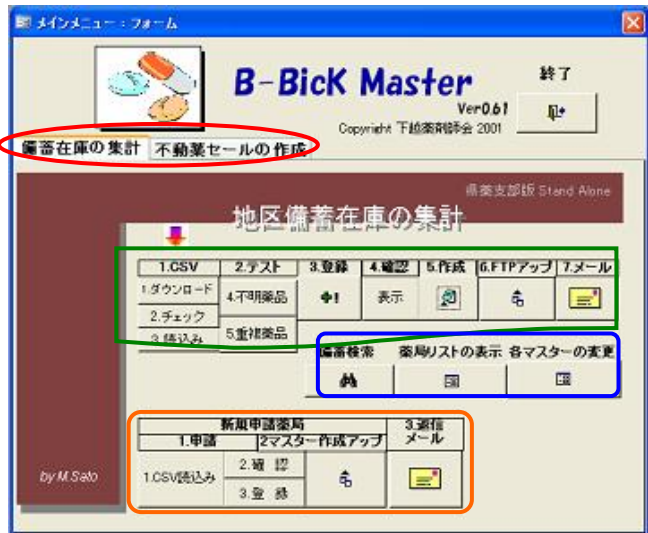 メインメニュー : フォーム
B-BicK Master
終了
Ver0.61
Copyright 下越薬剤師会 2001
備蓄在庫の集計 不動薬セールの作成
県薬支部版 Stand Alone
地区備蓄在庫の集計
1.CSV 2.テスト 3.登録 4.確認 5.作成 6.FTPアップ 7.メール
1.ダウンロード 4.不明薬品 表示
2.チェック
3.読込み 5.重複薬品
備蓄検索 薬局リストの表示 各マスターの変更
新規申請薬局 3.返信
1.申請 2マスター作成アップ メール
1.CSV読込み 2.確 認
3.登 録
by M.Sato